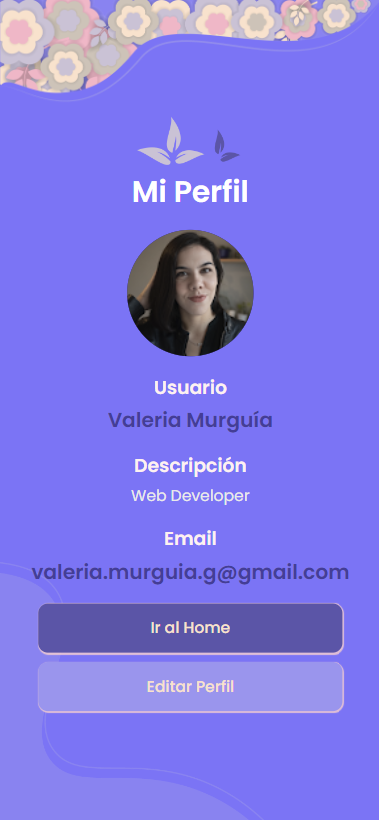 Mi Perfil
Usuario
Valeria Murguía
Descripción
Web Developer
Email
valeria.murguia.g@gmail.com
Ir al Home
Editar Perfil